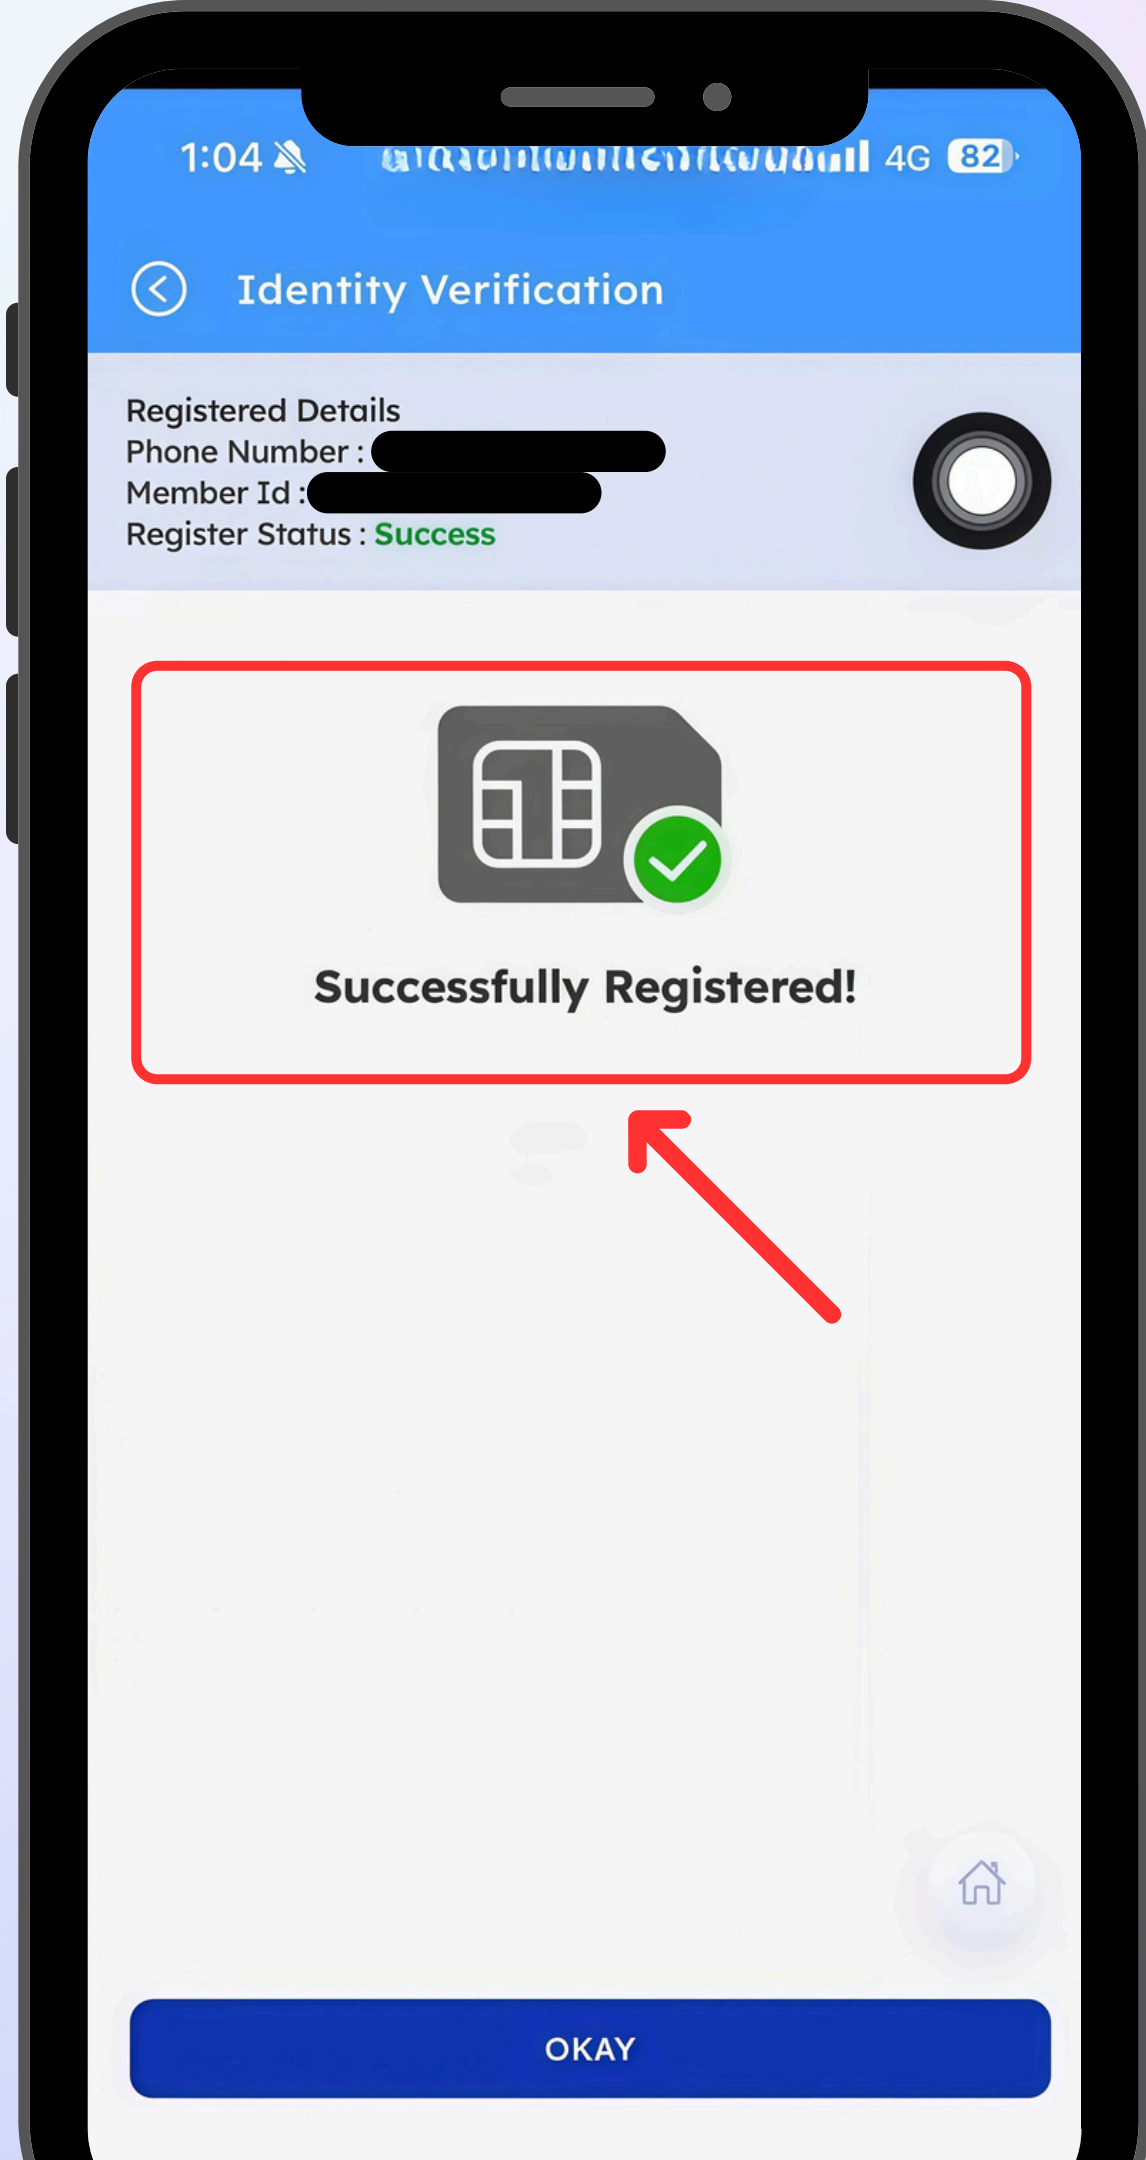 1:04
4G 82
Identity Verification
Registered Details
Phone Number :
Member Id :
Register Status : Success
Successfully Registered!
OKAY